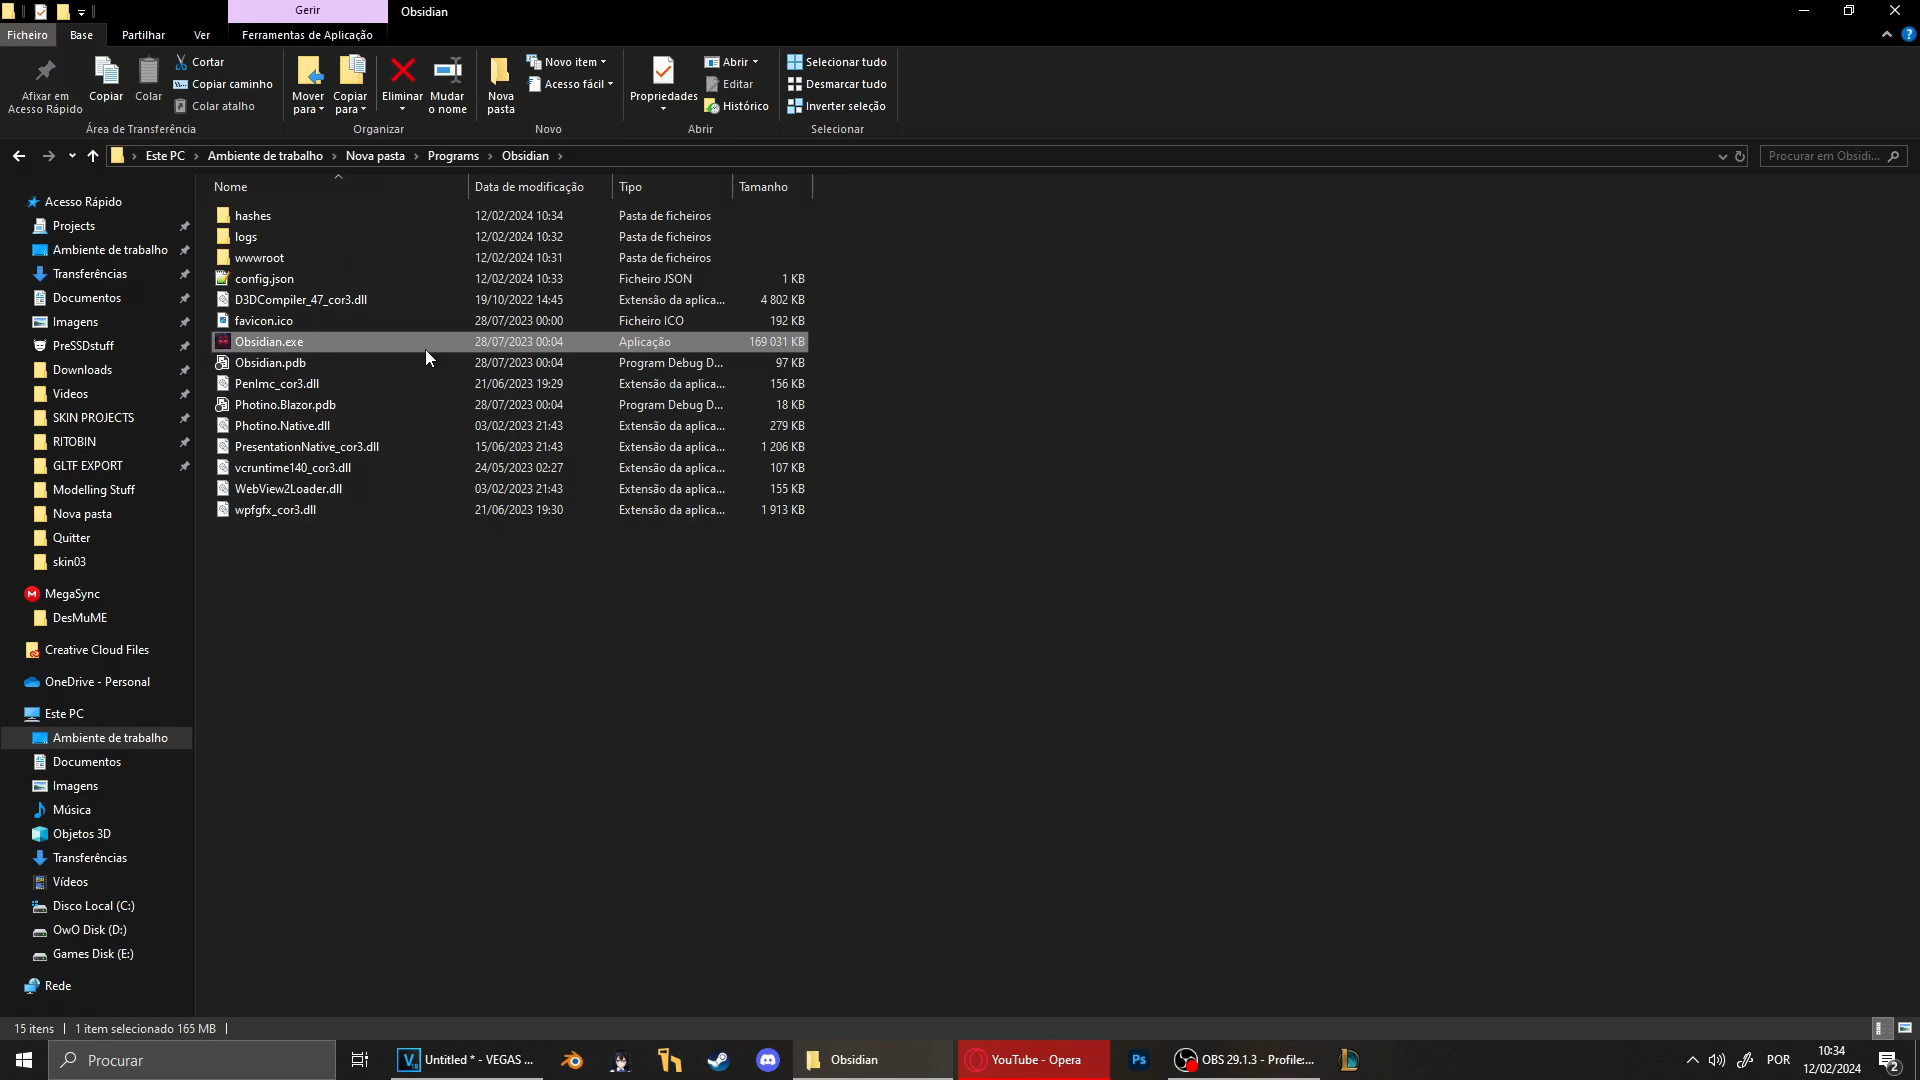 Gerir
Obsidian
Ficheiro
Base
Partilhar
Ver
Ferramentas de Aplicação
Afixar em
Acesso Rápido
Copiar
Colar
Cortar
Copiar caminho
Colar atalho
Área de Transferência
Mover
para
Copiar
para
Eliminar
Mudar
o nome
Organizar
Nova
pasta
Novo item
Acesso fácil
Novo
Propriedades
Abrir
Editar
Histórico
Abrir
Selecionar tudo
Desmarcar tudo
Inverter seleção
Selecionar
Este PC > Ambiente de trabalho > Nova pasta > Programs > Obsidian >
Procurar em Obsidi...
Nome Data de modificação Tipo Tamanho
hashes 12/02/2024 10:34 Pasta de ficheiros
logs 12/02/2024 10:32 Pasta de ficheiros
wwwroot 12/02/2024 10:31 Pasta de ficheiros
config.json 12/02/2024 10:33 Ficheiro JSON 1 KB
D3DCompiler_47_cor3.dll 19/10/2022 14:45 Extensão da aplica... 4 802 KB
favicon.ico 28/07/2023 00:00 Ficheiro ICO 192 KB
Obsidian.exe 28/07/2023 00:04 Aplicação 169 031 KB
Obsidian.pdb 28/07/2023 00:04 Program Debug D... 97 KB
PenImc_cor3.dll 21/06/2023 19:29 Extensão da aplica... 156 KB
Photino.Blazor.pdb 28/07/2023 00:04 Program Debug D... 18 KB
Photino.Native.dll 03/02/2023 21:43 Extensão da aplica... 279 KB
PresentationNative_cor3.dll 15/06/2023 21:43 Extensão da aplica... 1 206 KB
vcruntime140_cor3.dll 24/05/2023 02:27 Extensão da aplica... 107 KB
WebView2Loader.dll 03/02/2023 21:43 Extensão da aplica... 155 KB
wpfgfx_cor3.dll 21/06/2023 19:30 Extensão da aplica... 1 913 KB
Acesso Rápido
Projects
Ambiente de trabalho
Transferências
Documentos
Imagens
PreSSDstuff
Downloads
Videos
SKIN PROJECTS
RITOBIN
GLTF EXPORT
Modelling Stuff
Nova pasta
Quitter
skin03
MegaSync
DesMuME
Creative Cloud Files
OneDrive - Personal
Este PC
Ambiente de trabalho
Documentos
Imagens
Música
Objetos 3D
Transferências
Vídeos
Disco Local (C:)
OwO Disk (D:)
Games Disk (E:)
Rede
15 itens | 1 item selecionado 165 MB |
Procurar
Untitled * - VEGAS ...
Obsidian
YouTube - Opera
Ps
OBS 29.1.3 - Profile:...
POR
10:34
12/02/2024
2